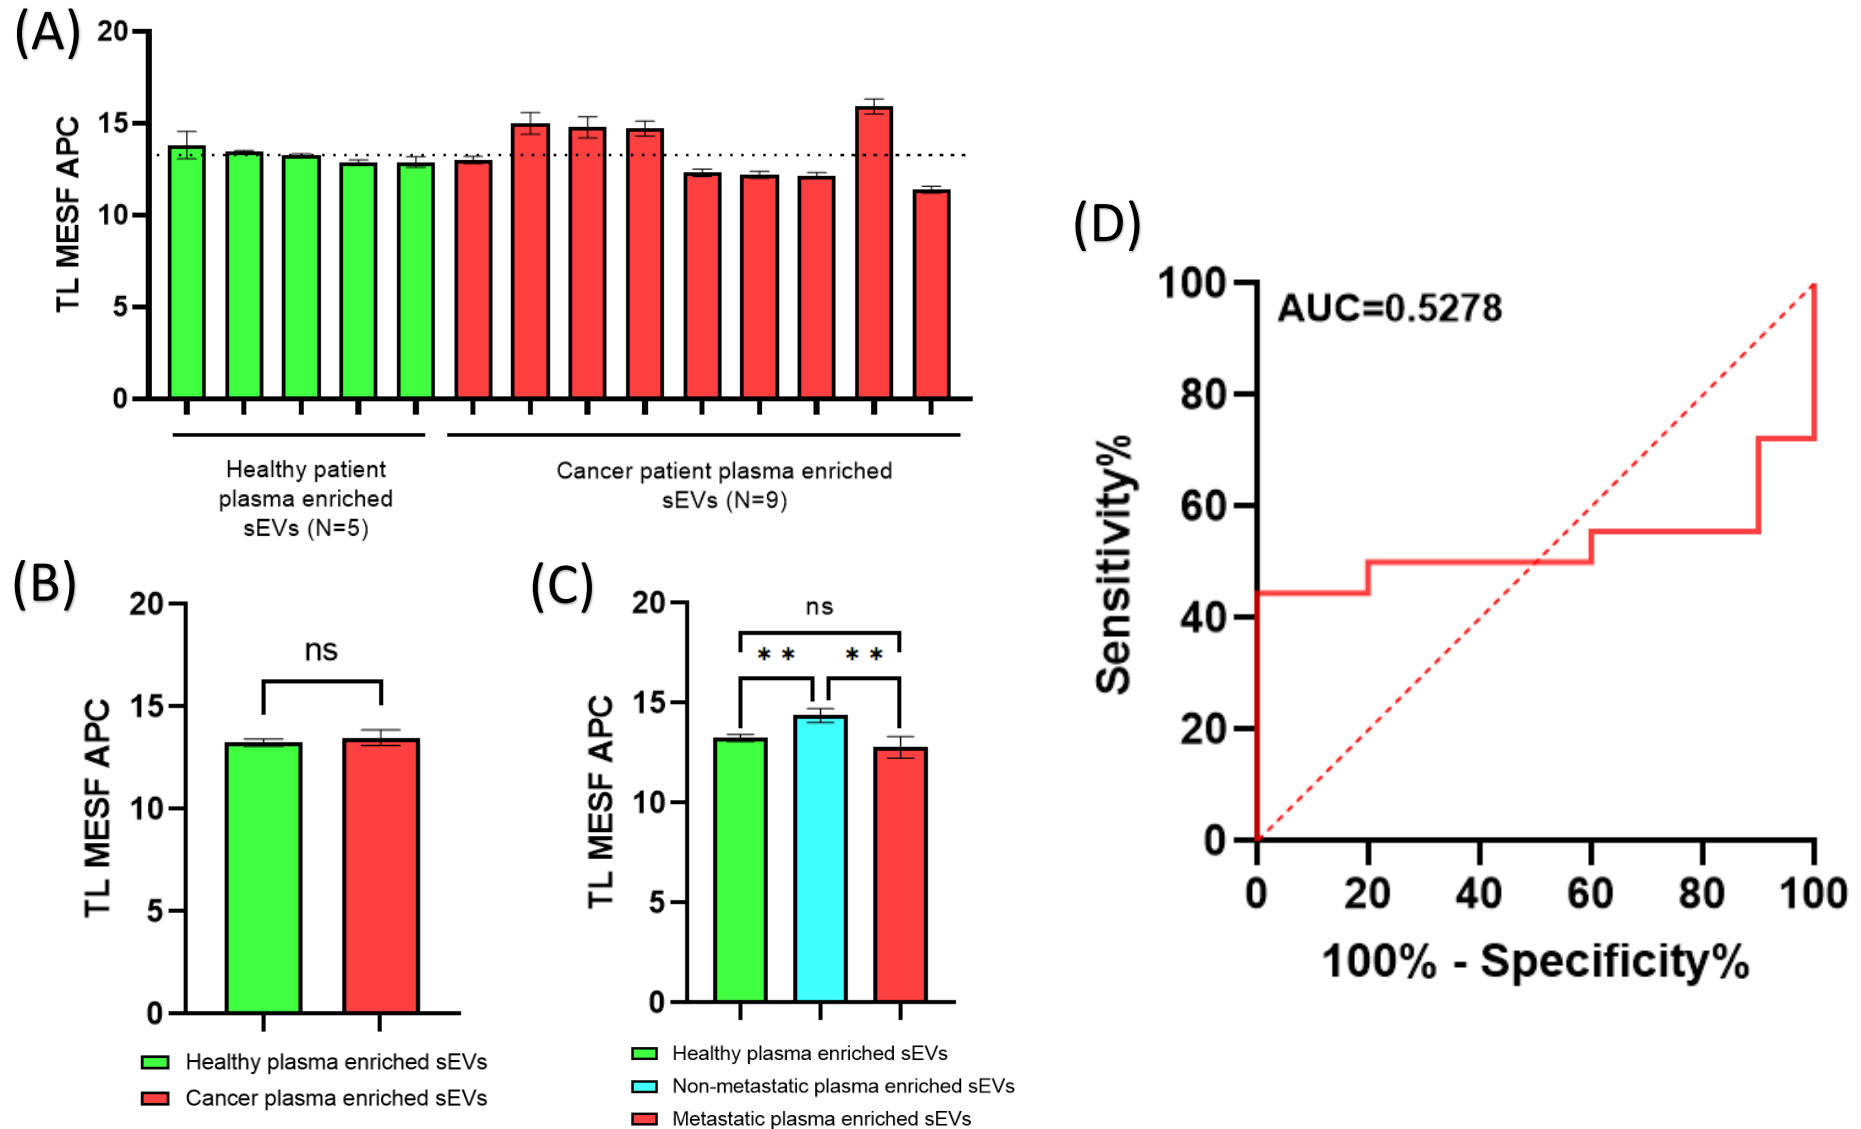 (A)
20
15
10
5
0
TL MESF APC
Healthy patient
plasma enriched
sEVs (N=5)
Cancer patient plasma enriched
sEVs (N=9)
(B)
20
15
10
5
0
TL MESF APC
ns
Healthy plasma enriched sEVs
Cancer plasma enriched sEVs
(C)
20
15
10
5
0
TL MESF APC
ns
** **
Healthy plasma enriched sEVs
Non-metastatic plasma enriched sEVs
Metastatic plasma enriched sEVs
(D)
100
80
60
40
20
0
Sensitivity%
AUC=0.5278
0 20 40 60 80 100
100% - Specificity%